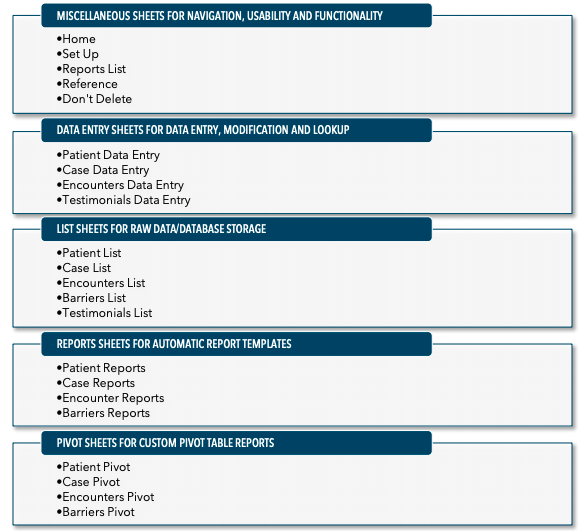 MISCELLANEOUS SHEETS FOR NAVIGATION, USABILITY AND FUNCTIONALITY
•Home
•Set Up
•Reports List
•Reference
•Don't Delete
DATA ENTRY SHEETS FOR DATA ENTRY, MODIFICATION AND LOOKUP
•Patient Data Entry
•Case Data Entry
•Encounters Data Entry
•Testimonials Data Entry
LIST SHEETS FOR RAW DATA/DATABASE STORAGE
•Patient List
•Case List
•Encounters List
•Barriers List
•Testimonials List
REPORTS SHEETS FOR AUTOMATIC REPORT TEMPLATES
•Patient Reports
•Case Reports
•Encounter Reports
•Barriers Reports
PIVOT SHEETS FOR CUSTOM PIVOT TABLE REPORTS
•Patient Pivot
•Case Pivot
•Encounters Pivot
•Barriers Pivot